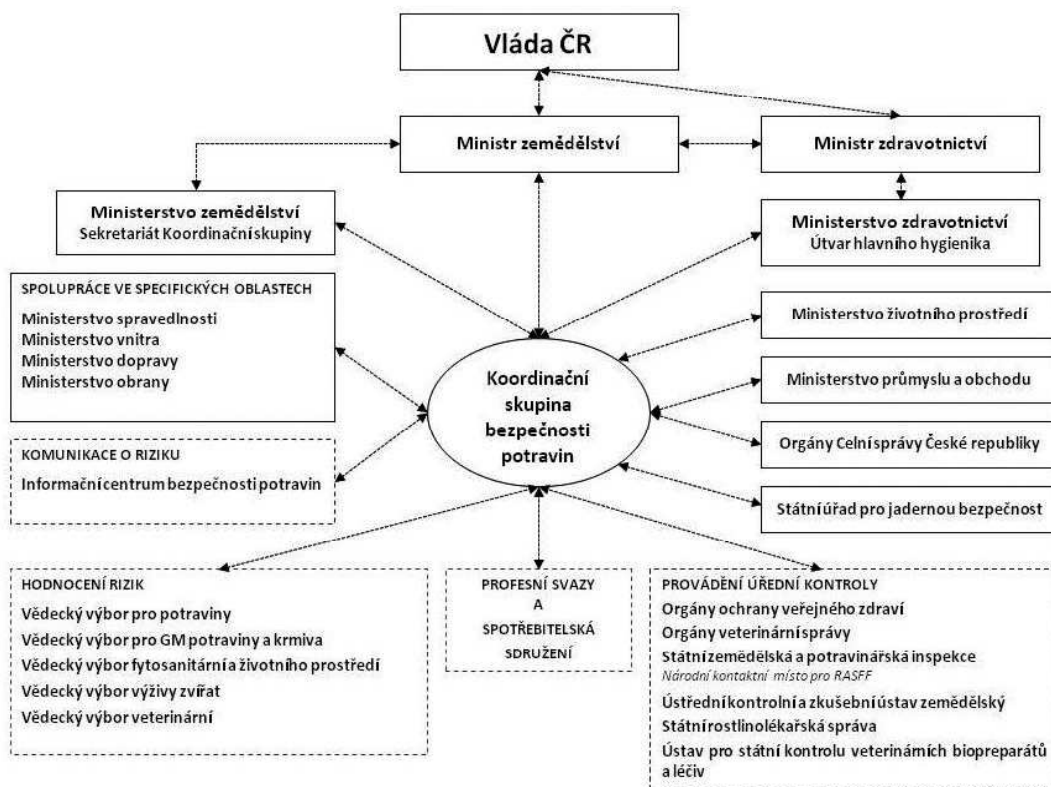 Vláda ČR
Ministr zemědělství
Ministr zdravotnictví
Ministerstvo zemědělství
Sekretariát Koordinační skupiny
Ministerstvo zdravotnictví
Útvar hlavního hygienika
SPOLUPRÁCE VE SPECIFICKÝCH OBLASTECH
Ministerstvo spravedlnosti
Ministerstvo vnitra
Ministerstvo dopravy
Ministerstvo obrany
KOMUNIKACE O RIZIKU
Informační centrum bezpečnosti potravin
Koordinační
skupina
bezpečnosti
potravin
Ministerstvo životního prostředí
Ministerstvo průmyslu a obchodu
Orgány Celní správy České republiky
Státní úřad pro jadernou bezpečnost
HODNOCENÍ RIZIK
Vědecký výbor pro potraviny
Vědecký výbor pro GM potraviny a krmiva
Vědecký výbor fytosanitární a životního prostředí
Vědecký výbor výživy zvířat
Vědecký výbor veterinární
PROFESNÍ SVAZY
A
SPOTŘEBITELSKÁ
SDRUŽENÍ
PROVÁDĚNÍ ÚŘEDNÍ KONTROLY
Orgány ochrany veřejného zdraví
Orgány veterinární správy
Státní zemědělská a potravinářská inspekce
Národní kontaktní místo pro RASFF
Ústřední kontrolní a zkušební ústav zemědělský
Státní rostlinolékařská správa
Ústav pro státní kontrolu veterinárních biopreparátů
a léčiv